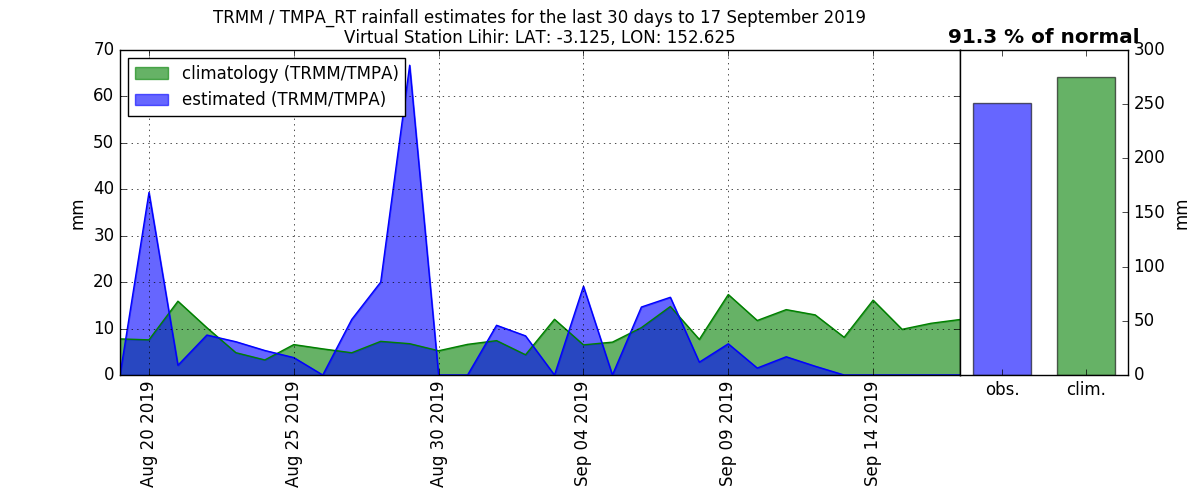 TRMM / TMPA_RT rainfall estimates for the last 30 days to 17 September 2019
Virtual Station Lihir: LAT: -3.125, LON: 152.625
91.3 % of normal
climatology (TRMM/TMPA)
estimated (TRMM/TMPA)
70
60
50
40
30
20
10
0
mm
Aug 20 2019
Aug 25 2019
Aug 30 2019
Sep 04 2019
Sep 09 2019
Sep 14 2019
300
250
200
150
100
50
0
mm
obs.
clim.